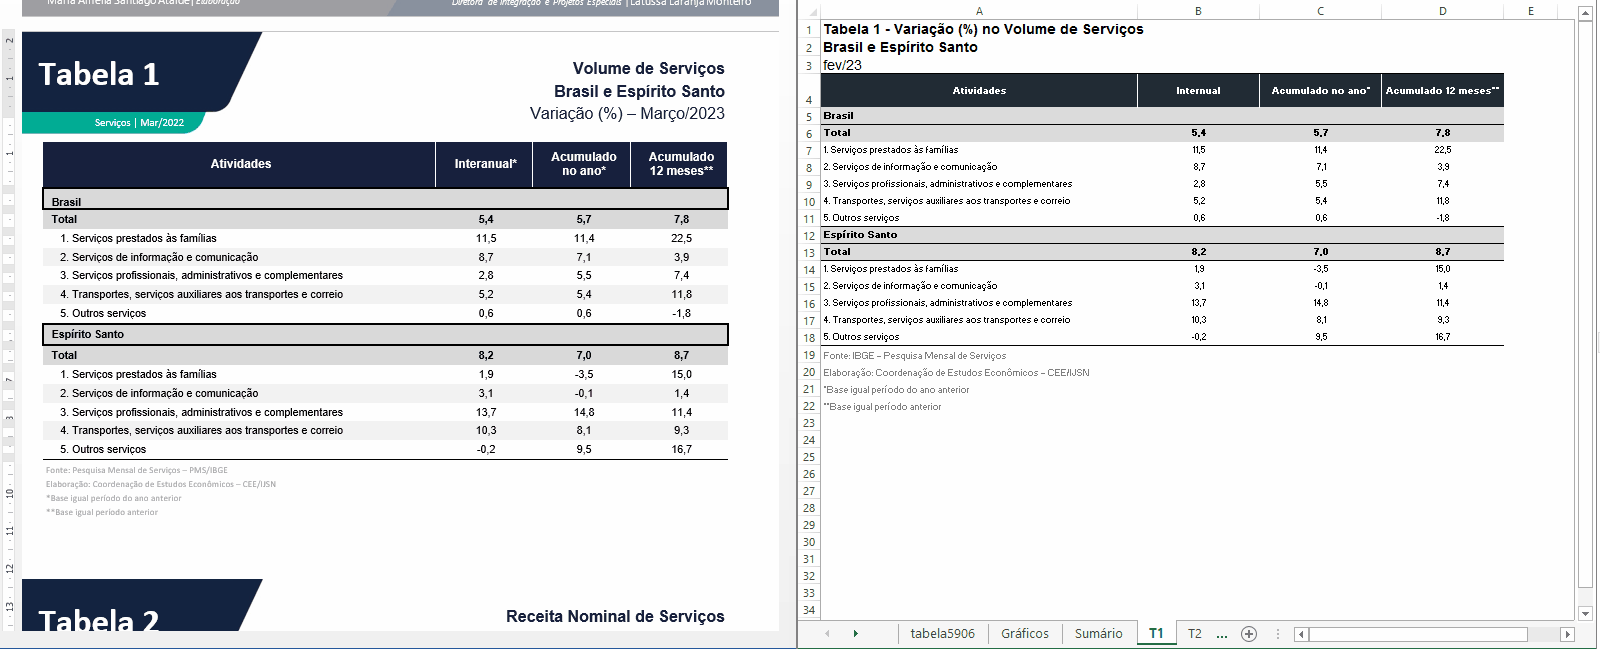 Maria Amélia Santiago Ataíde| Elaboração
Diretora de Integração e Projetos Especiais |Latussa Laranja Monteiro
Tabela 1
Serviços | Mar/2022
Volume de Serviços
Brasil e Espírito Santo
Variação (%) – Março/2023
Atividades Interanual* Acumulado no ano* Acumulado 12 meses**
Brasil
Total 5,4 5,7 7,8
1. Serviços prestados às famílias 11,5 11,4 22,5
2. Serviços de informação e comunicação 8,7 7,1 3,9
3. Serviços profissionais, administrativos e complementares 2,8 5,5 7,4
4. Transportes, serviços auxiliares aos transportes e correio 5,2 5,4 11,8
5. Outros serviços 0,6 0,6 -1,8
Espírito Santo
Total 8,2 7,0 8,7
1. Serviços prestados às famílias 1,9 -3,5 15,0
2. Serviços de informação e comunicação 3,1 -0,1 1,4
3. Serviços profissionais, administrativos e complementares 13,7 14,8 11,4
4. Transportes, serviços auxiliares aos transportes e correio 10,3 8,1 9,3
5. Outros serviços -0,2 9,5 16,7
Fonte: Pesquisa Mensal de Serviços – PMS/IBGE
Elaboração: Coordenação de Estudos Econômicos – CEE/IJSN
*Base igual período do ano anterior
**Base igual período anterior
Tabela 2
Receita Nominal de Serviços
A B C D E
1 Tabela 1 - Variação (%) no Volume de Serviços
2 Brasil e Espírito Santo
3 fev/23
4 Atividades Internual Acumulado no ano* Acumulado 12 meses**
5 Brasil
6 Total 5,4 5,7 7,8
7 1. Serviços prestados às famílias 11,5 11,4 22,5
8 2. Serviços de informação e comunicação 8,7 7,1 3,9
9 3. Serviços profissionais, administrativos e complementares 2,8 5,5 7,4
10 4. Transportes, serviços auxiliares aos transportes e correio 5,2 5,4 11,8
11 5. Outros serviços 0,6 0,6 -1,8
12 Espírito Santo
13 Total 8,2 7,0 8,7
14 1. Serviços prestados às famílias 1,9 -3,5 15,0
15 2. Serviços de informação e comunicação 3,1 -0,1 1,4
16 3. Serviços profissionais, administrativos e complementares 13,7 14,8 11,4
17 4. Transportes, serviços auxiliares aos transportes e correio 10,3 8,1 9,3
18 5. Outros serviços -0,2 9,5 16,7
19 Fonte: IBGE – Pesquisa Mensal de Serviços
20 Elaboração: Coordenação de Estudos Econômicos – CEE/IJSN
21 *Base igual período do ano anterior
22 **Base igual período anterior
23
24
25
26
27
28
29
30
31
32
33
34
tabela5906 Gráficos Sumário T1 T2 ...